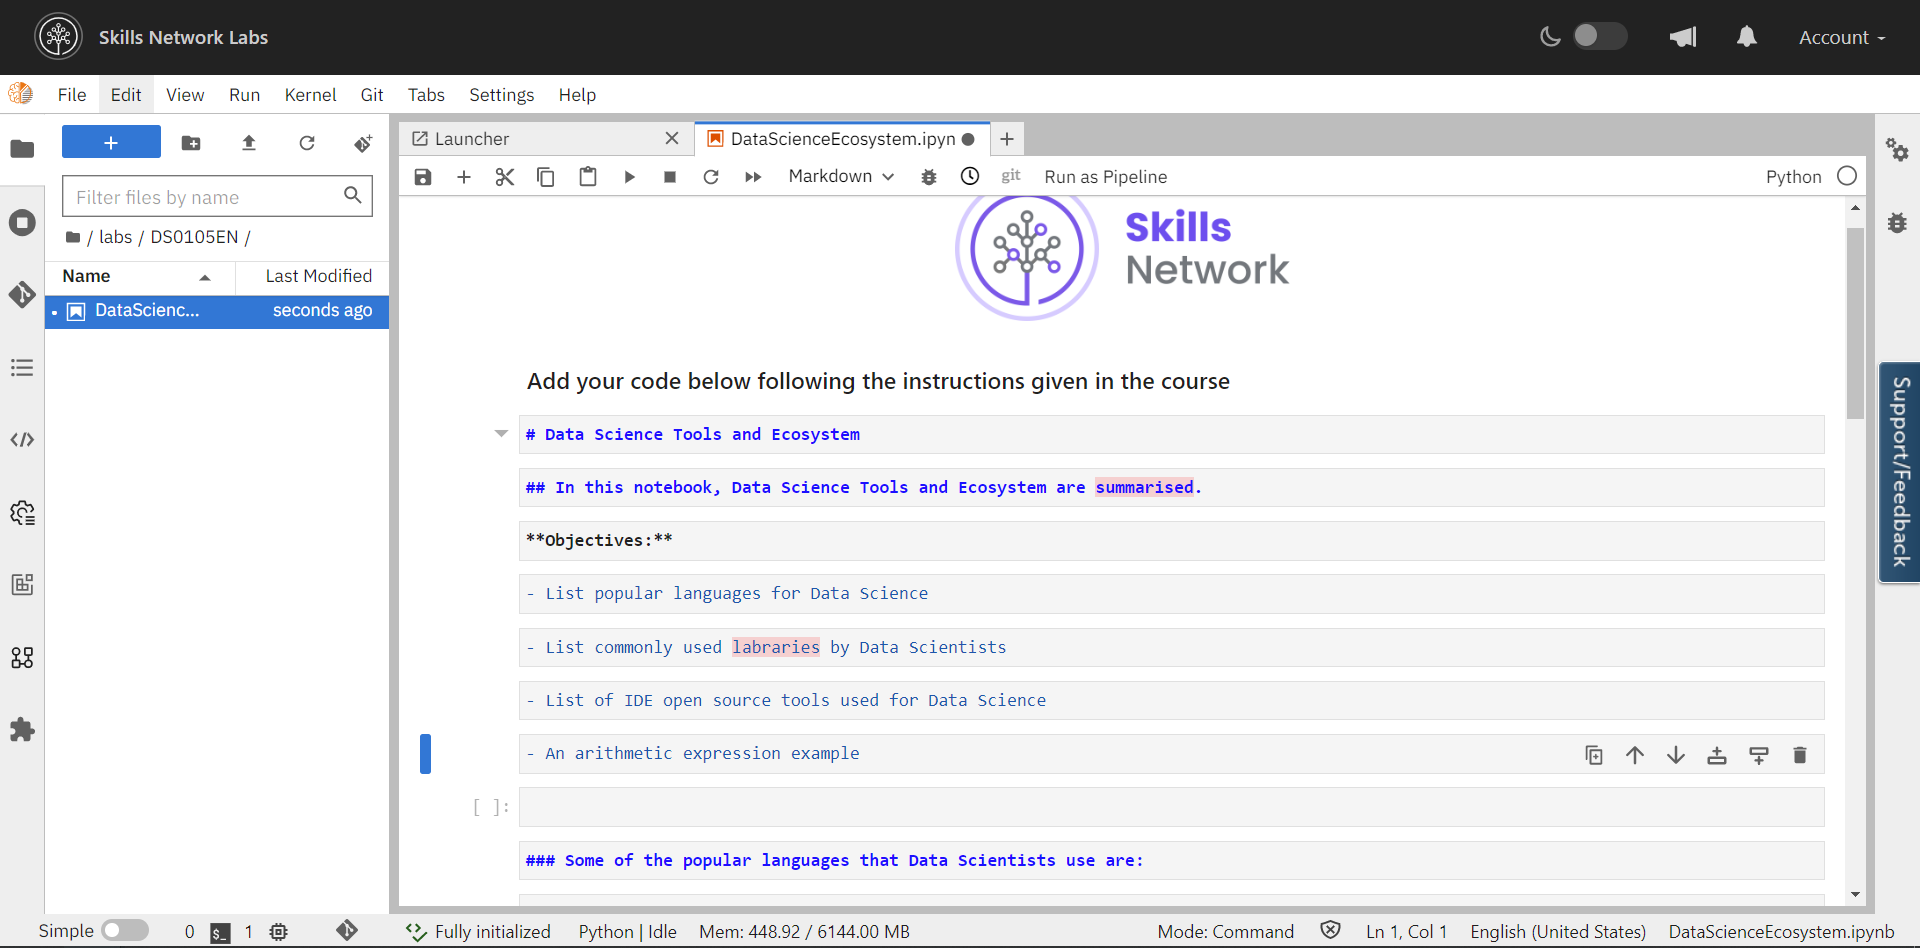 Skills Network Labs
Account
File Edit View Run Kernel Git Tabs Settings Help
+
Filter files by name
/ labs / DS0105EN /
Name Last Modified
DataScienc... seconds ago
Launcher
DataScienceEcosystem.ipyn
Markdown
git
Run as Pipeline
Python
Skills
Network
Add your code below following the instructions given in the course
# Data Science Tools and Ecosystem
## In this notebook, Data Science Tools and Ecosystem are summarised.
**Objectives:**
- List popular languages for Data Science
- List commonly used labraries by Data Scientists
- List of IDE open source tools used for Data Science
- An arithmetic expression example
[ ]:
### Some of the popular languages that Data Scientists use are:
Support/Feedback
Simple 0 $_ 1 Fully initialized Python | Idle Mem: 448.92 / 6144.00 MB Mode: Command Ln 1, Col 1 English (United States) DataScienceEcosystem.ipynb